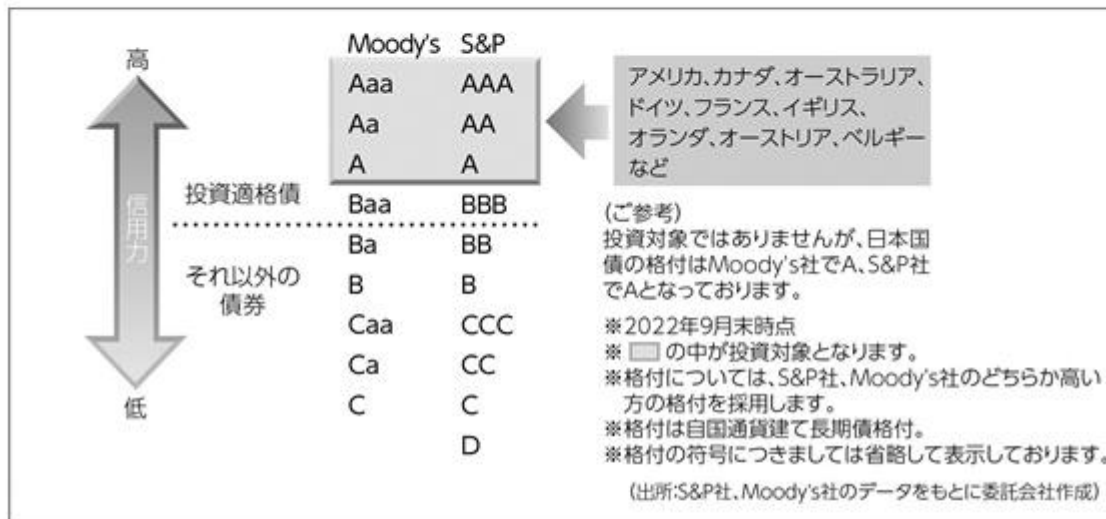 高
信用力
低
投資適格債
それ以外の
債券
Moody's S&P
Aaa AAA
Aa AA
A A
Baa BBB
Ba BB
B B
Caa CCC
Ca CC
C C
D
アメリカ、カナダ、オーストラリア、
ドイツ、フランス、イギリス、
オランダ、オーストリア、ベルギー
など
(ご参考)
投資対象ではありませんが、日本国
債の格付はMoody's社でA、S&P社
でAとなっております。
※2022年9月末時点
※ の中が投資対象となります。
※格付については、S&P社、Moody's社のどちらか高い
方の格付を採用します。
※格付は自国通貨建て長期債格付。
※格付の符号につきましては省略して表示しております。
(出所:S&P社、Moody's社のデータをもとに委託会社作成)